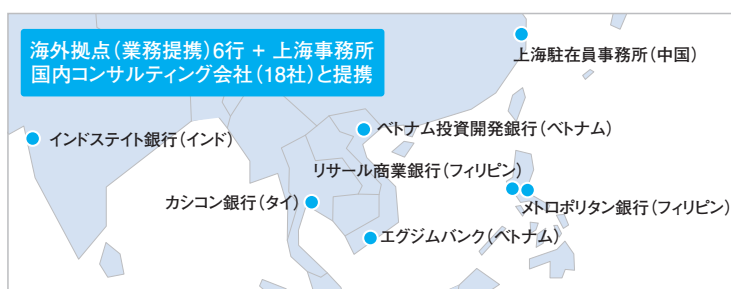 海外拠点(業務提携)6行 + 上海事務所
国内コンサルティング会社(18社)と提携
上海駐在員事務所(中国)
インドステイト銀行(インド)
ベトナム投資開発銀行(ベトナム)
リサール商業銀行(フィリピン)
カシコン銀行(タイ)
メトロポリタン銀行(フィリピン)
エグジムバンク(ベトナム)